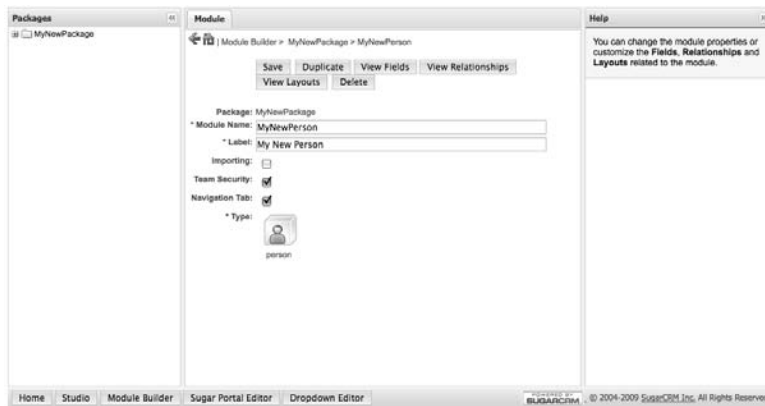 Packages
MyNewPackage
Module
| Module Builder > MyNewPackage > MyNewPerson
Save Duplicate View Fields View Relationships
View Layouts Delete
Package: MyNewPackage
* Module Name: MyNewPerson
* Label: My New Person
Importing:
Team Security:
Navigation Tab:
* Type:
person
Help
You can change the module properties or
customize the Fields, Relationships and
Layouts related to the module.
Home Studio Module Builder Sugar Portal Editor Dropdown Editor
POWERED BY
SUGARCRM
© 2004-2009 SugarCRM Inc. All Rights Reserved